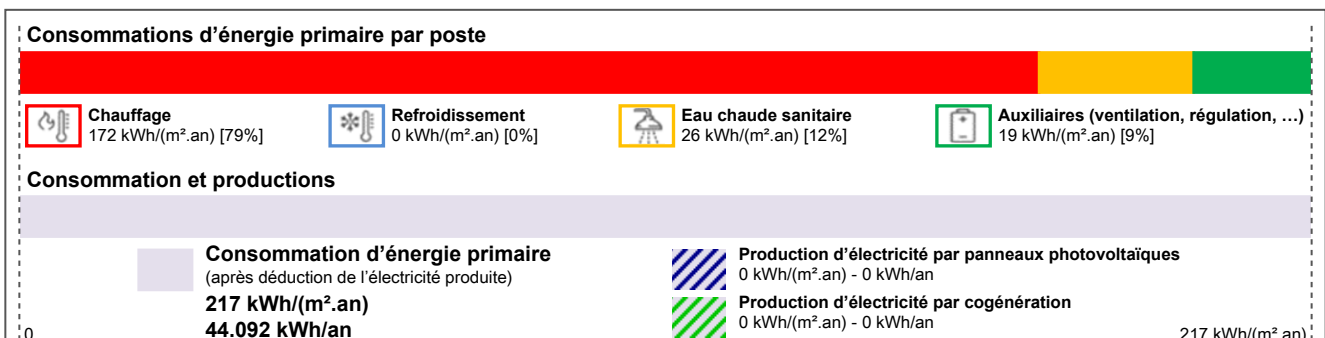 Consommations d’énergie primaire par poste
Chauffage
172 kWh/(m².an) [79%]
Refroidissement
0 kWh/(m².an) [0%]
Eau chaude sanitaire
26 kWh/(m².an) [12%]
Auxiliaires (ventilation, régulation, …)
19 kWh/(m².an) [9%]
Consommation et productions
Consommation d’énergie primaire
(après déduction de l’électricité produite)
217 kWh/(m².an)
44.092 kWh/an
Production d’électricité par panneaux photovoltaïques
0 kWh/(m².an) - 0 kWh/an
Production d’électricité par cogénération
0 kWh/(m².an) - 0 kWh/an
0
217 kWh/(m².an)